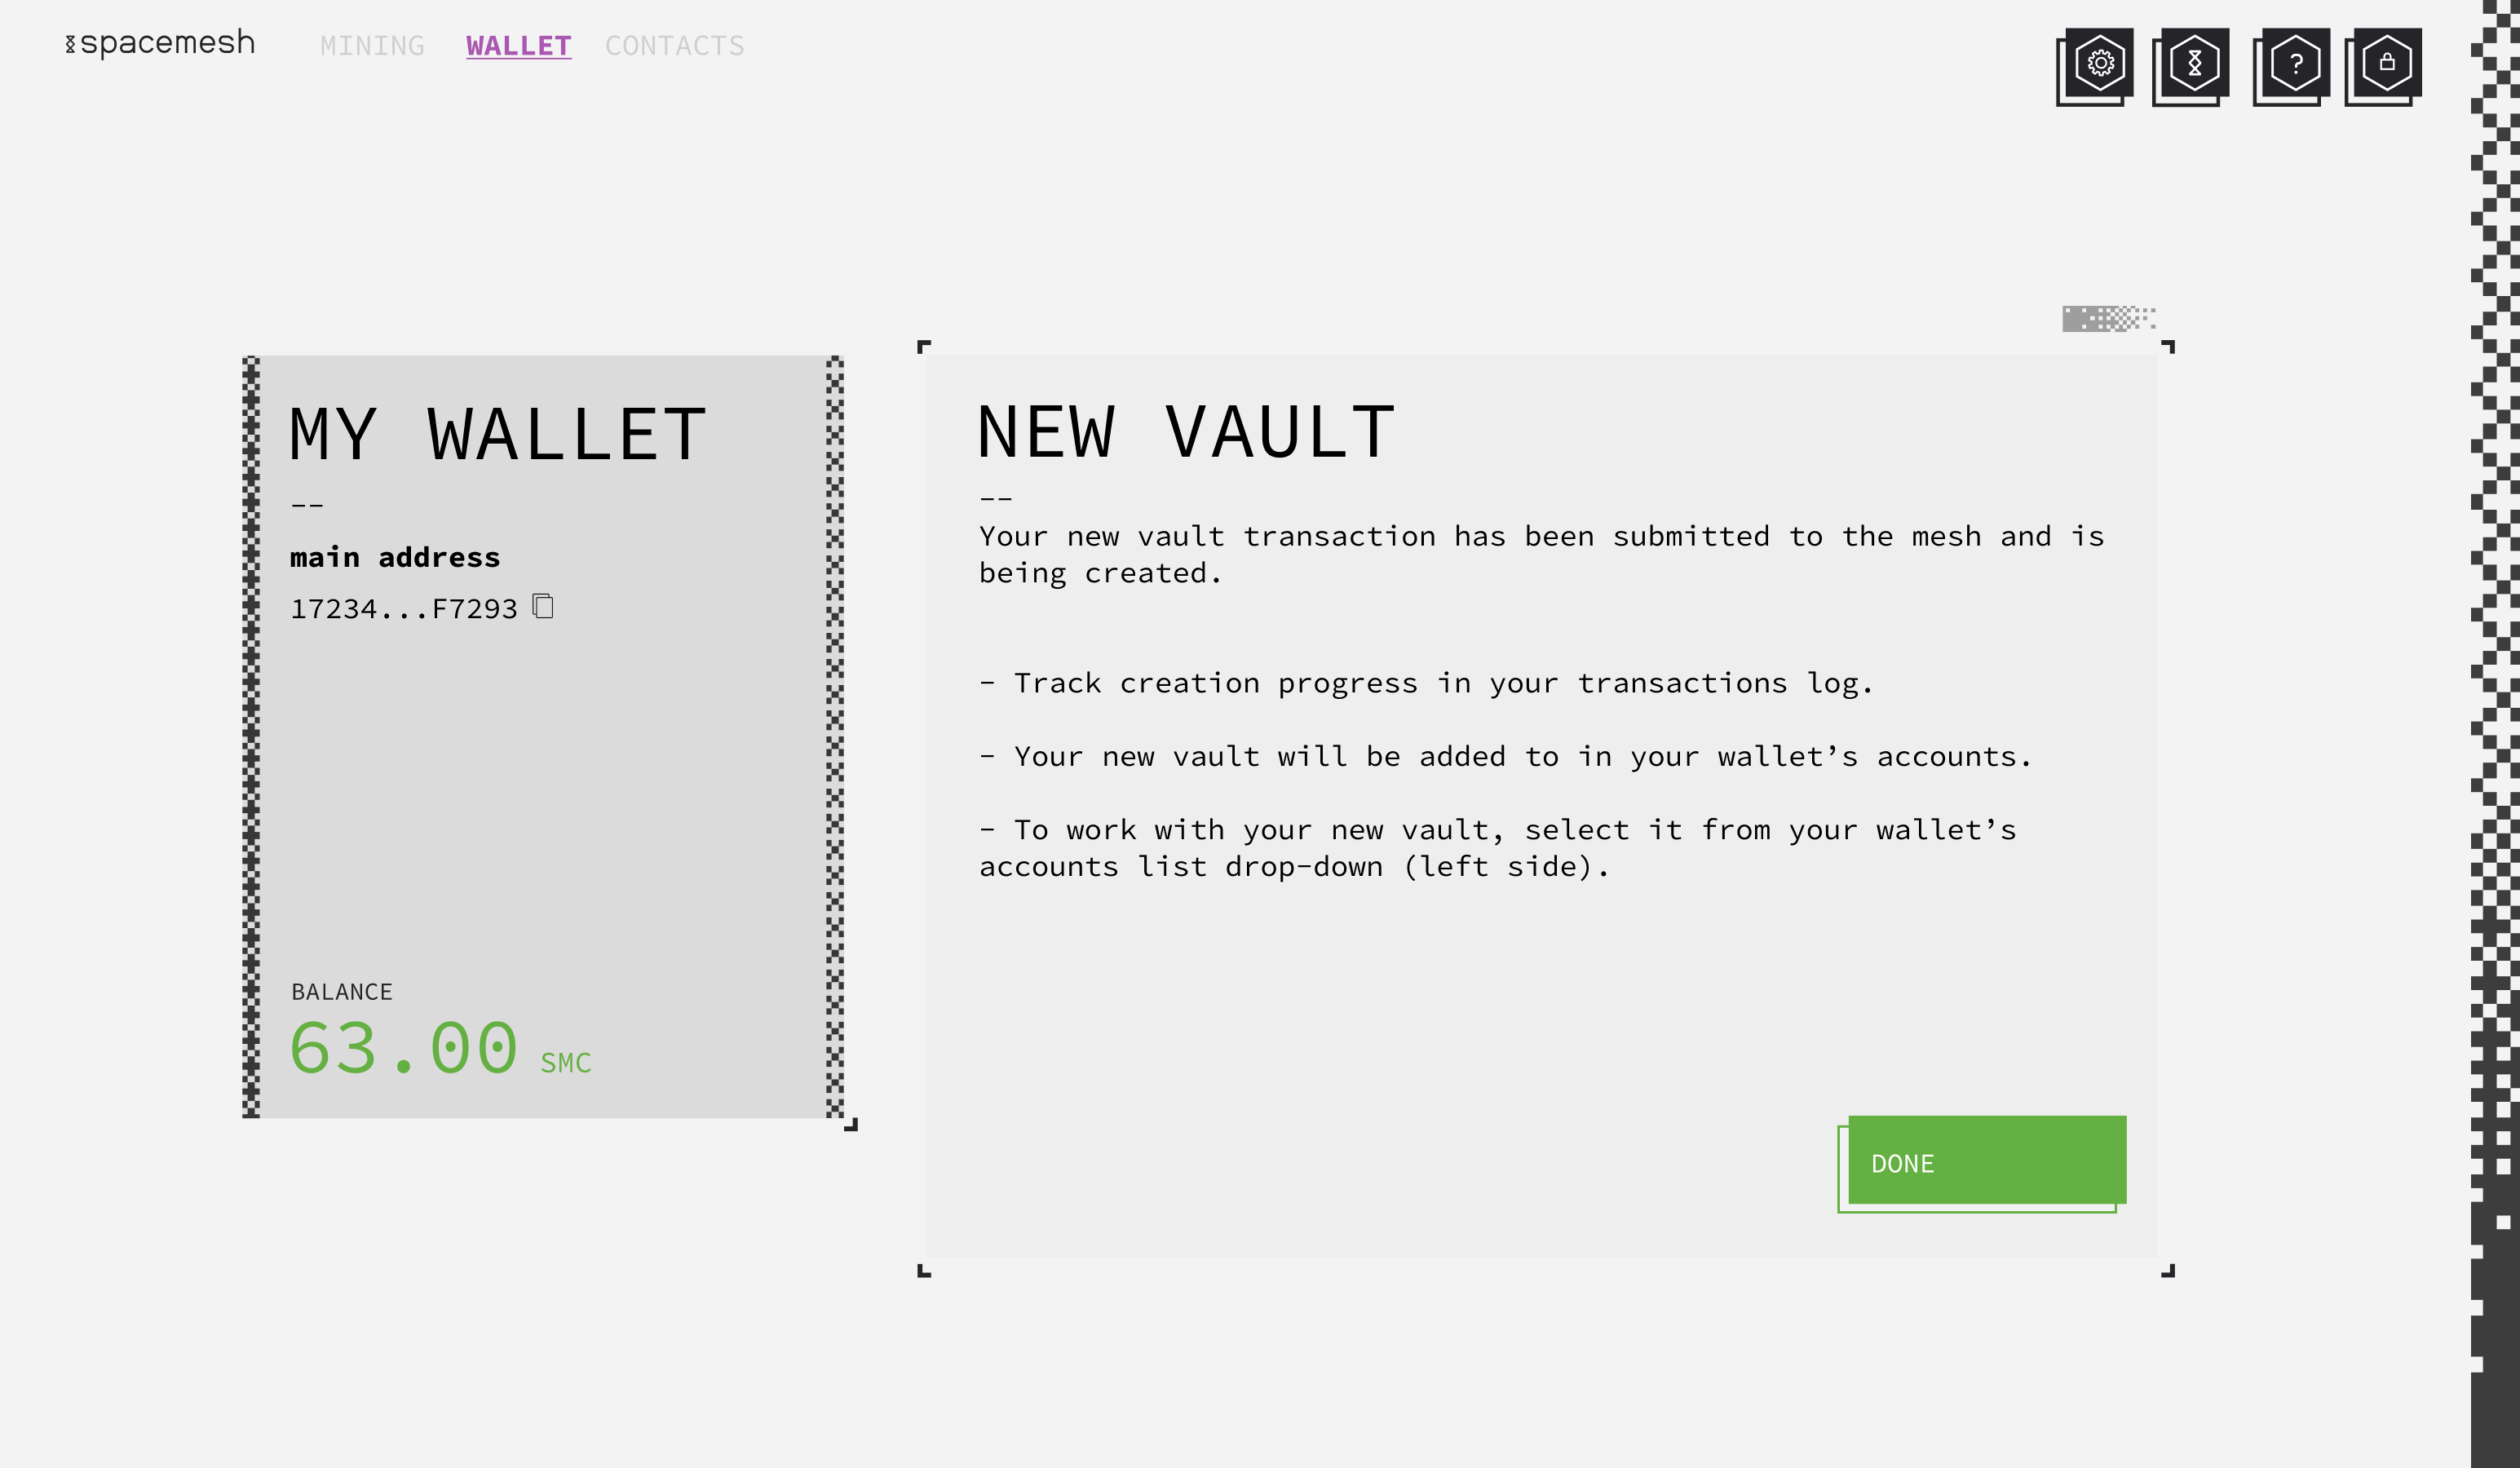 spacemesh
MINING
WALLET
CONTACTS
?
MY WALLET
--
main address
17234...F7293
BALANCE
63.00 SMC
NEW VAULT
--
Your new vault transaction has been submitted to the mesh and is
being created.
- Track creation progress in your transactions log.
- Your new vault will be added to in your wallet’s accounts.
- To work with your new vault, select it from your wallet’s
accounts list drop-down (left side).
DONE